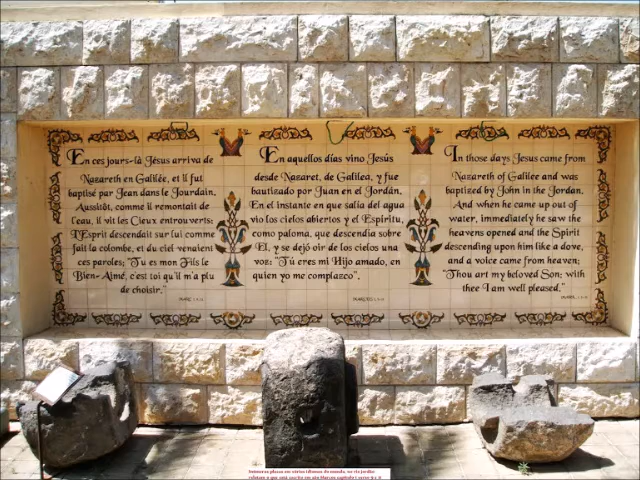 En ces jours-là Jésus arriva de
Nazareth en Galilée, et il fut
baptisé par Jean dans le Jourdain.
Aussitôt, comme il remontait de
l'eau, il vit les Cieux entrouverts:
l'Esprit descendait sur lui comme
fait la colombe, et du ciel venaient
ces paroles; "Tu es mon Fils le
Bien-Aimé, c'est toi qu'il m'a plu
de choisir."
MARC
En aquellos días vino Jesús
desde Nazaret, de Galilea, y fue
bautizado por Juan en el Jordán.
En el instante en que salía del agua
vio los cielos abiertos y el Espíritu,
como paloma, que descendía sobre
El, y se dejó oir de los cielos una
voz: "Tú eres mi Hijo amado, en
quien yo me complazco".
MARCOS
In those days Jesus came from
Nazareth of Galilee and was
baptized by John in the Jordan.
And when he came up out of
water, immediately he saw the
heavens opened and the Spirit
descending upon him like a dove,
and a voice came from heaven;
"Thou art my beloved Son; with
thee I am well pleased."
MARK